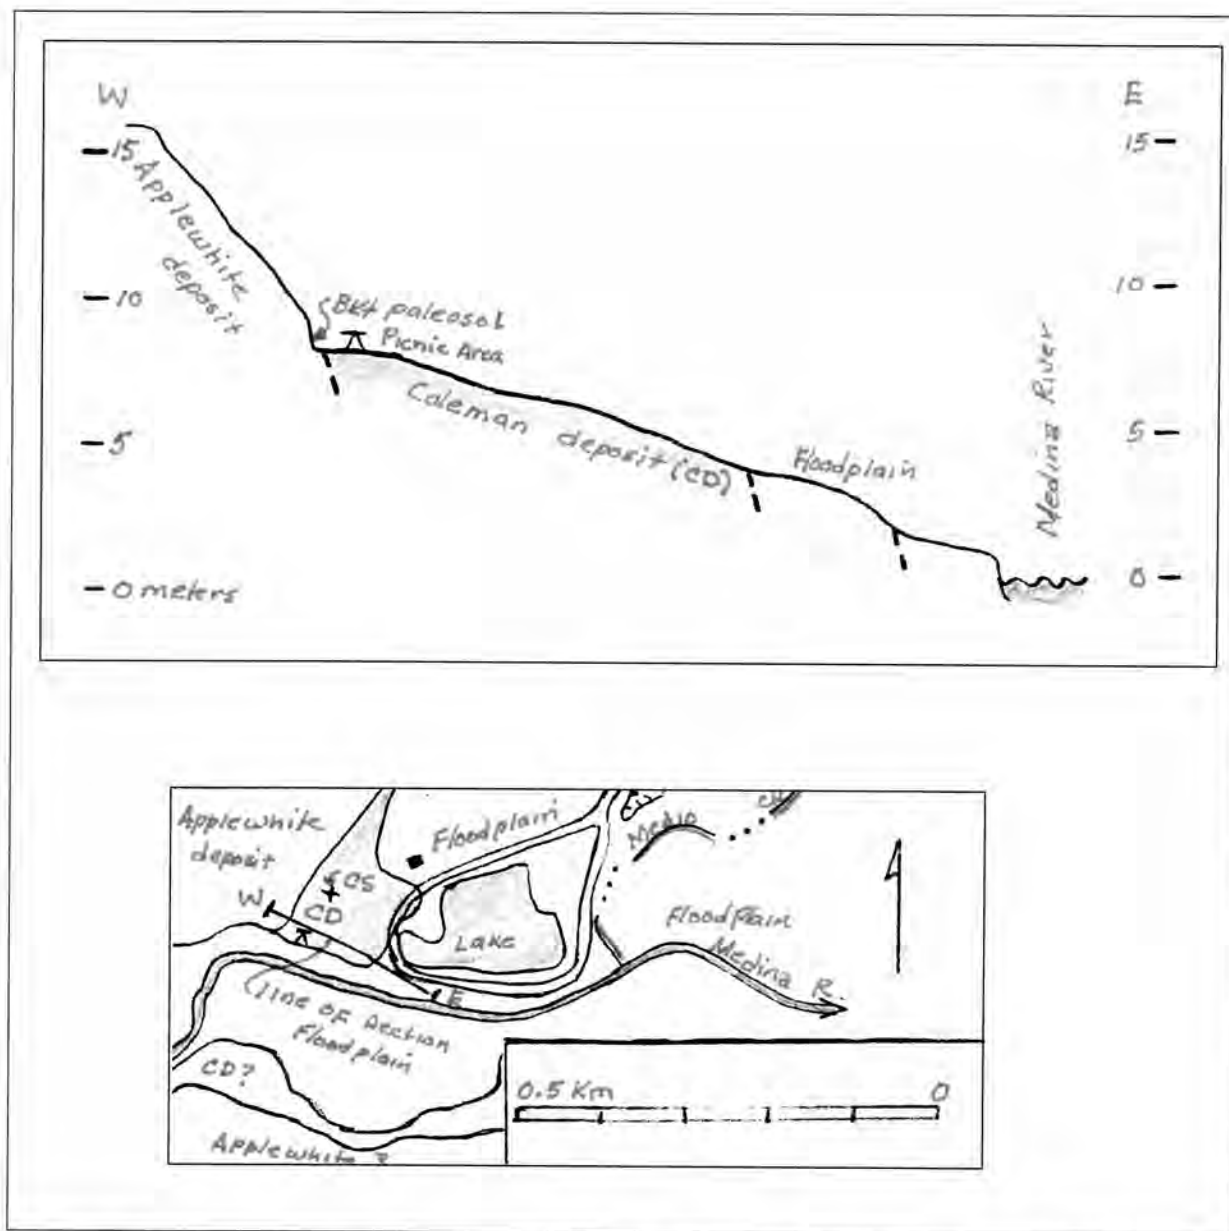 W
E
15
15
Applewhite
deposit
10
10
BKt paleosol
Picnic Area
Coleman deposit (CD)
Floodplain
Medina River
5
5
0 meters
0
Applewhite
deposit
Floodplain
Medio
CS
W
CD
Lake
Floodplain
Medina R.
E
line of section
Floodplain
CD?
0.5 Km
0
Applewhite ?